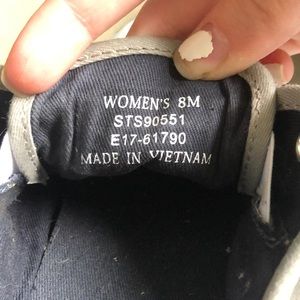 WOMEN'S 8M
STS90551
E17-61790
MADE IN VIETNAM